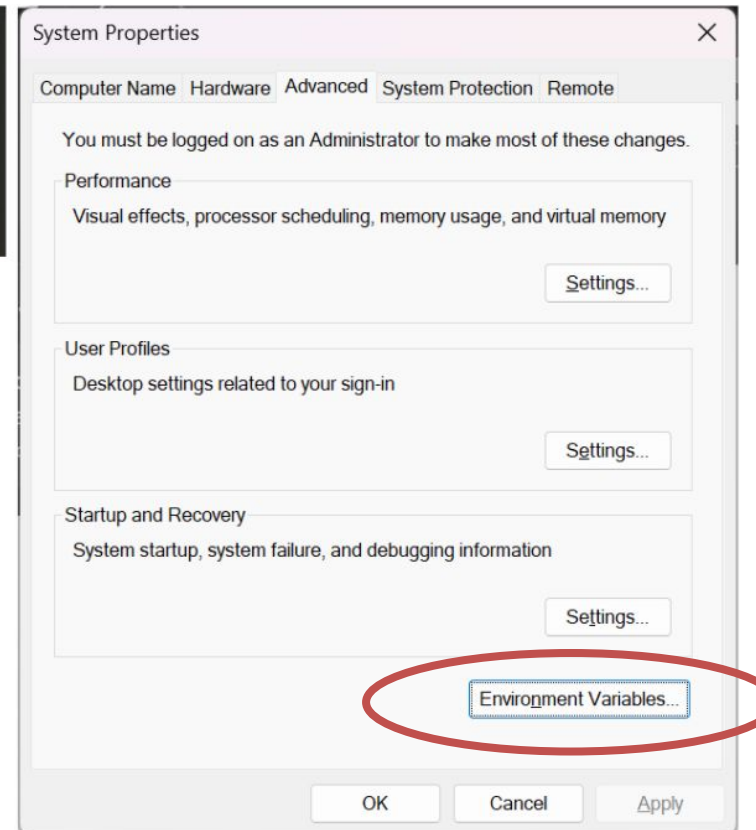 System Properties
Computer Name Hardware Advanced System Protection Remote
You must be logged on as an Administrator to make most of these changes.
Performance
Visual effects, processor scheduling, memory usage, and virtual memory
Settings...
User Profiles
Desktop settings related to your sign-in
Settings...
Startup and Recovery
System startup, system failure, and debugging information
Settings...
Environment Variables...
OK Cancel Apply